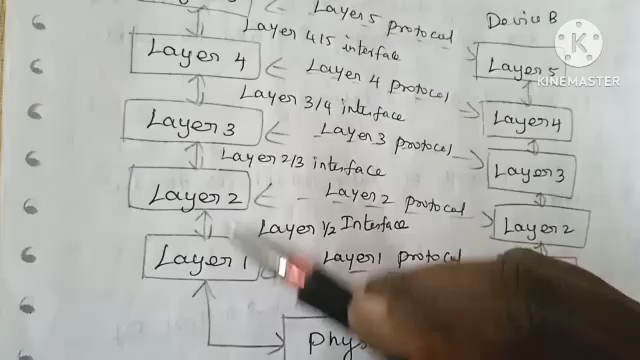 Layer 5 protocol
Device B
Layer 4/5 interface
Layer 4
Layer 5
K
KINEMASTER
Layer 4 protocol
Layer 3/4 interface
Layer 4
Layer 3
Layer 3 protocol
Layer 2/3 interface
Layer 3
Layer 2
Layer 2 protocol
Layer 1/2 Interface
Layer 2
Layer 1
Layer 1 protocol